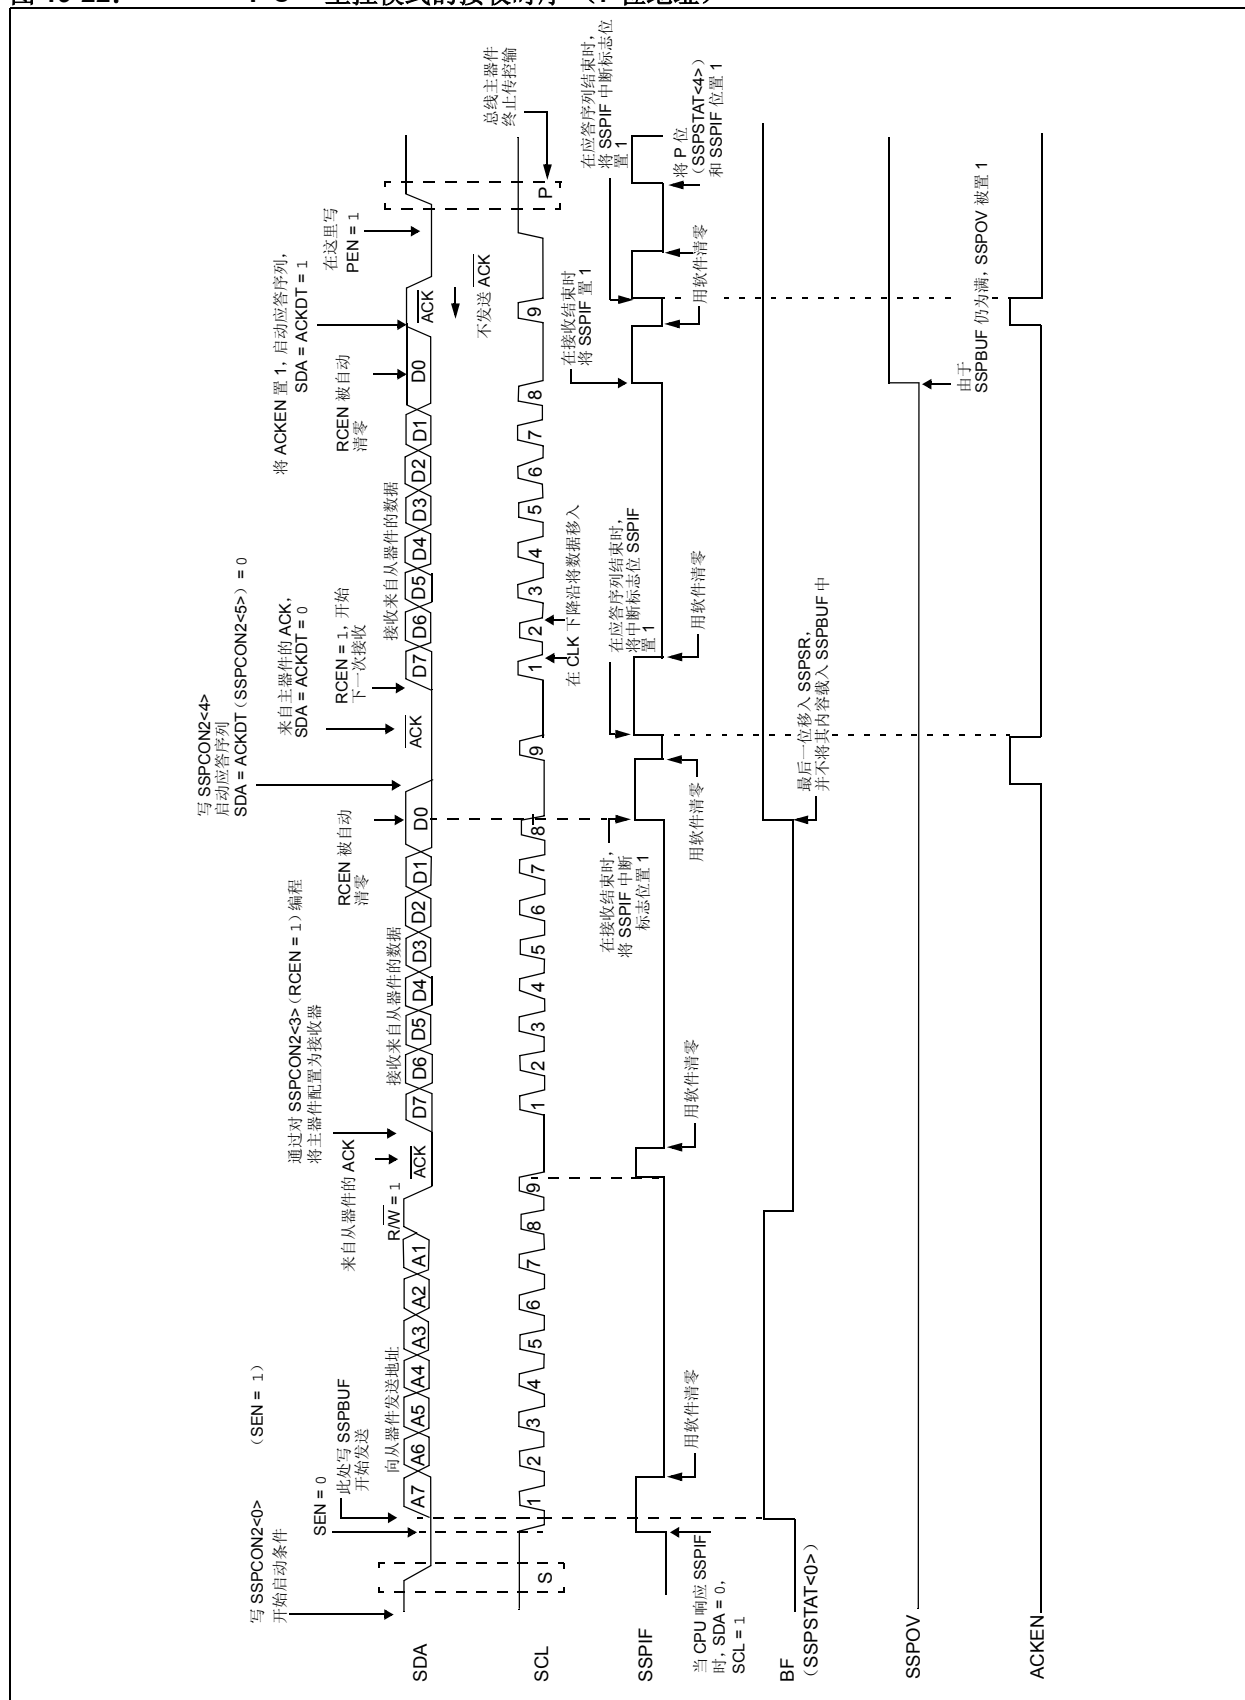 写 SSPCON2<0> （SEN = 1）
开始启动条件
SEN = 0
此处写 SSPBUF
开始发送
向从器件发送地址
来自从器件的 ACK
R/W = 1
通过对 SSPCON2<3>（RCEN = 1）编程
将主器件配置为接收器
接收来自从器件的数据
RCEN 被自动
清零
写 SSPCON2<4>
启动应答序列
SDA = ACKDT（SSPCON2<5>）= 0
来自主器件的 ACK,
SDA = ACKDT = 0
RCEN = 1, 开始
下一次接收
接收来自从器件的数据
RCEN 被自动
清零
将 ACKEN 置 1, 启动应答序列,
SDA = ACKDT = 1
在这里写
PEN = 1
SDA
A7 A6 A5 A4 A3 A2 A1 ACK D7 D6 D5 D4 D3 D2 D1 D0 ACK D7 D6 D5 D4 D3 D2 D1 D0 ACK
不发送 ACK
总线主器件
终止传控输
SCL
S 1 2 3 4 5 6 7 8 9 1 2 3 4 5 6 7 8 9 1 2 3 4 5 6 7 8 9 P
在 CLK 下降沿将数据移入
在接收结束时,
将 SSPIF 中断
标志位置 1
在应答序列结束时,
将中断标志位 SSPIF
置 1
在接收结束时
将 SSPIF 置 1
在应答序列结束时,
将 SSPIF 中断标志位
置 1
SSPIF
当 CPU 响应 SSPIF
时, SDA = 0,
SCL = 1
用软件清零
用软件清零
用软件清零
用软件清零
用软件清零
将 P 位
（SSPSTAT<4>）
和 SSPIF 位置 1
BF
（SSPSTAT<0>）
最后一位移入 SSPSR,
并不将其内容载入 SSPBUF 中
SSPOV
由于
SSPBUF 仍为满, SSPOV 被置 1
ACKEN